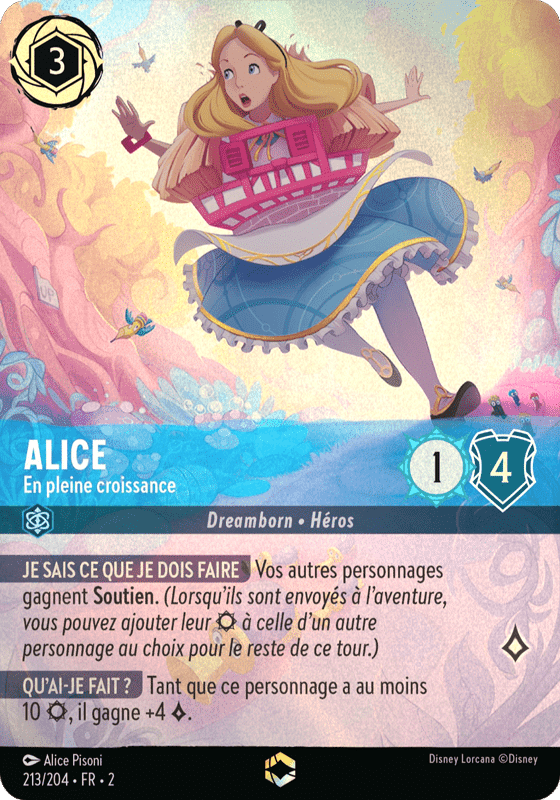 3
UP
ALICE
En pleine croissance
1
4
Dreamborn • Héros
JE SAIS CE QUE JE DOIS FAIRE Vos autres personnages
gagnent Soutien. (Lorsqu'ils sont envoyés à l'aventure,
vous pouvez ajouter leur à celle d'un autre
personnage au choix pour le reste de ce tour.)
QU'AI-JE FAIT ? Tant que ce personnage a au moins
10 , il gagne +4 .
Alice Pisoni
Disney Lorcana ©Disney
213/204 • FR • 2